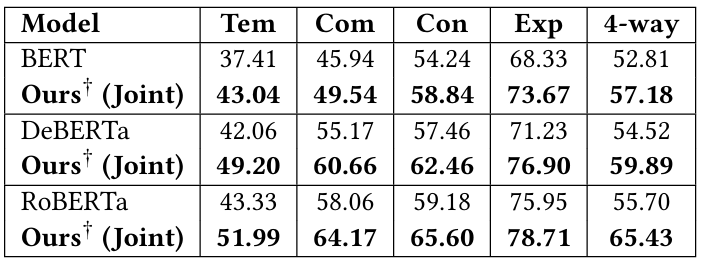 Model Tem Com Con Exp 4-way
BERT 37.41 45.94 54.24 68.33 52.81
Ours† (Joint) 43.04 49.54 58.84 73.67 57.18
DeBERTa 42.06 55.17 57.46 71.23 54.52
Ours† (Joint) 49.20 60.66 62.46 76.90 59.89
RoBERTa 43.33 58.06 59.18 75.95 55.70
Ours† (Joint) 51.99 64.17 65.60 78.71 65.43